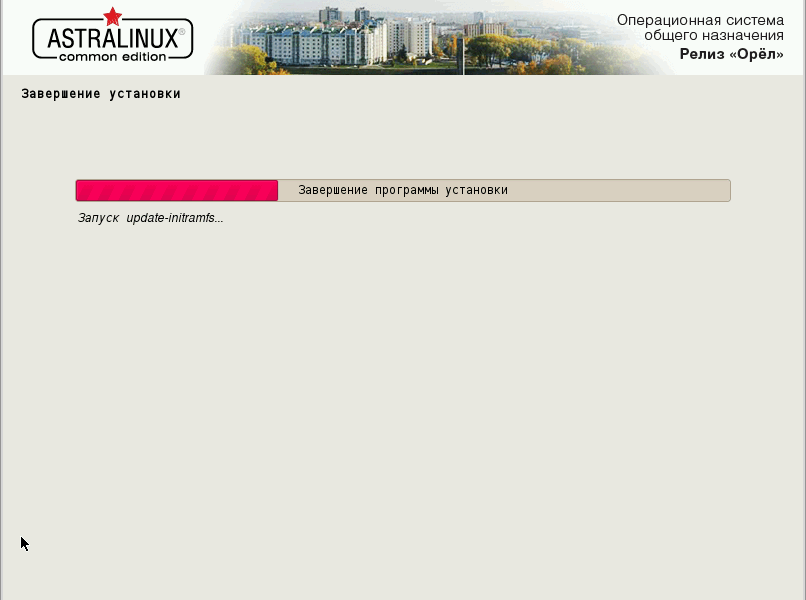 ASTRALINUX®
common edition
Операционная система
общего назначения
Релиз «Орёл»
Завершение установки
Завершение программы установки
Запуск update-initramfs...